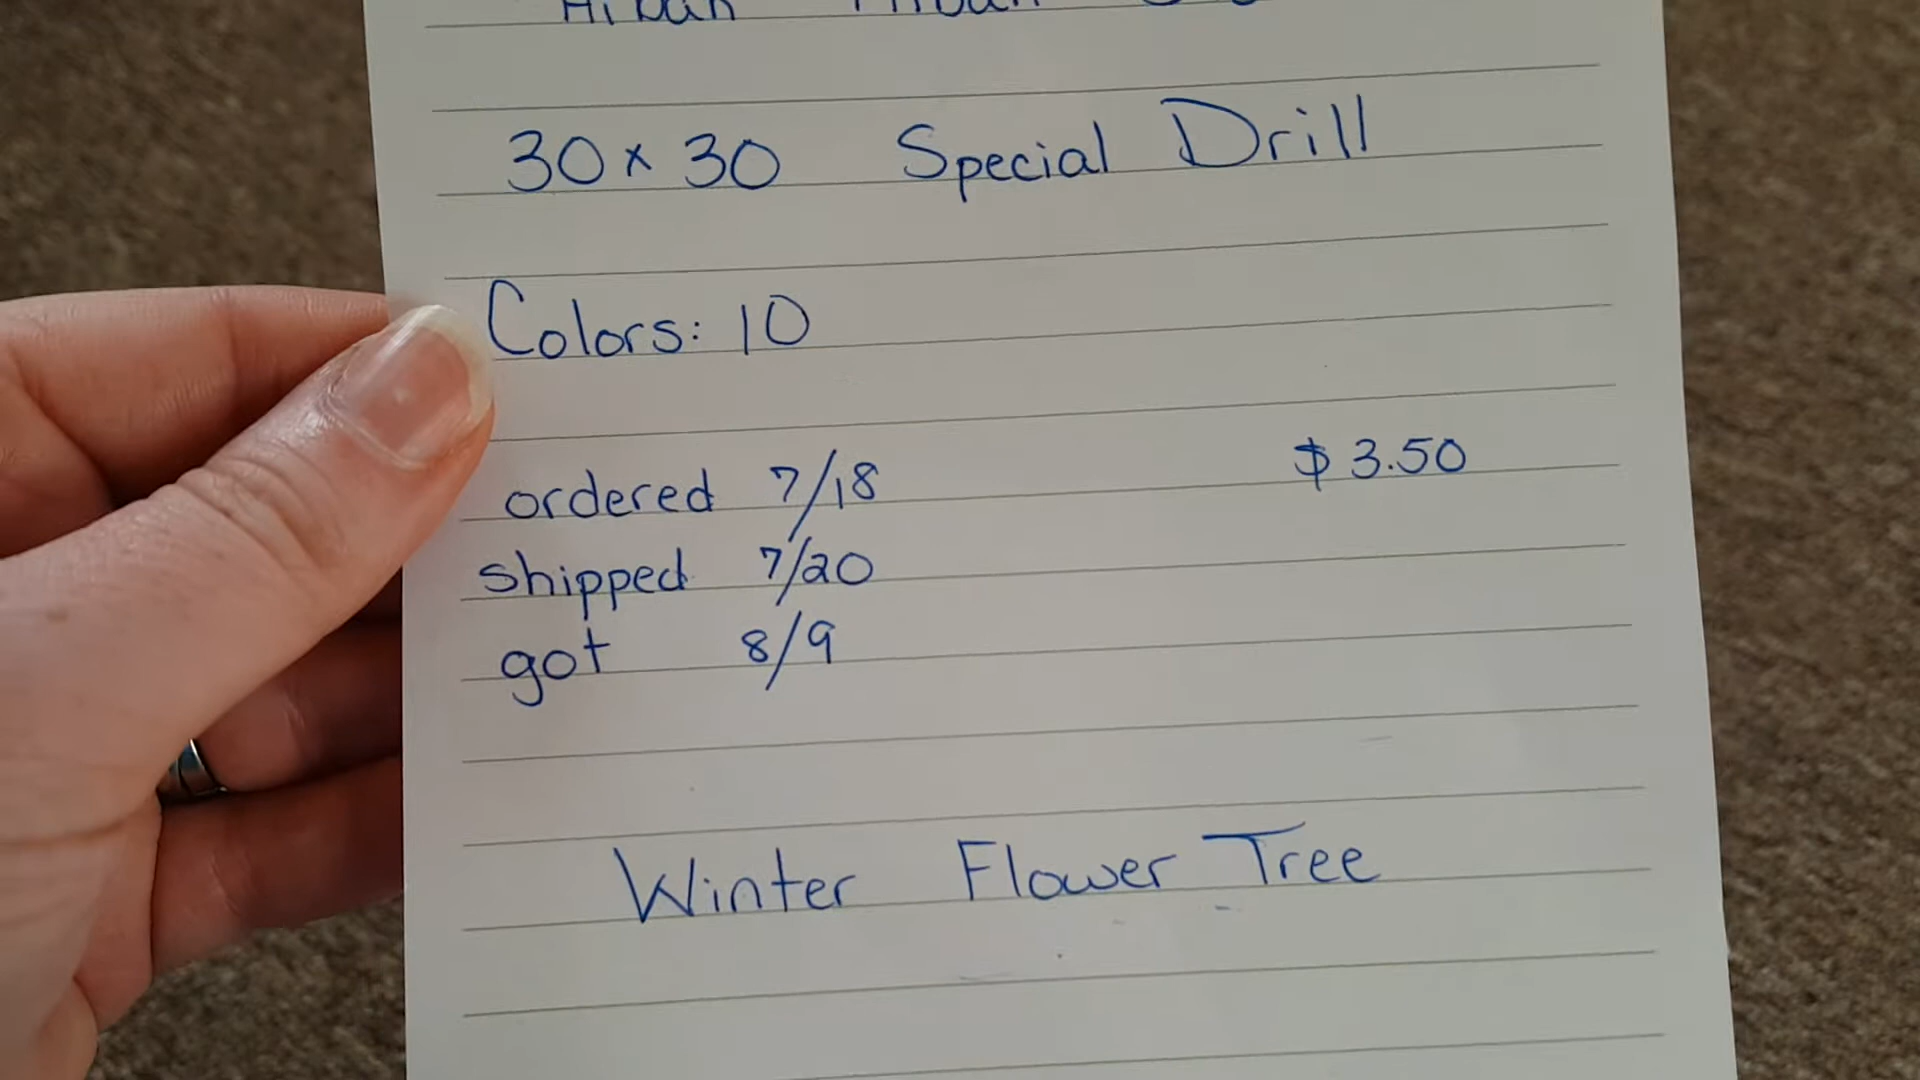 30 x 30 Special Drill
Colors: 10
ordered 7/18 $3.50
shipped 7/20
got 8/9
Winter Flower Tree